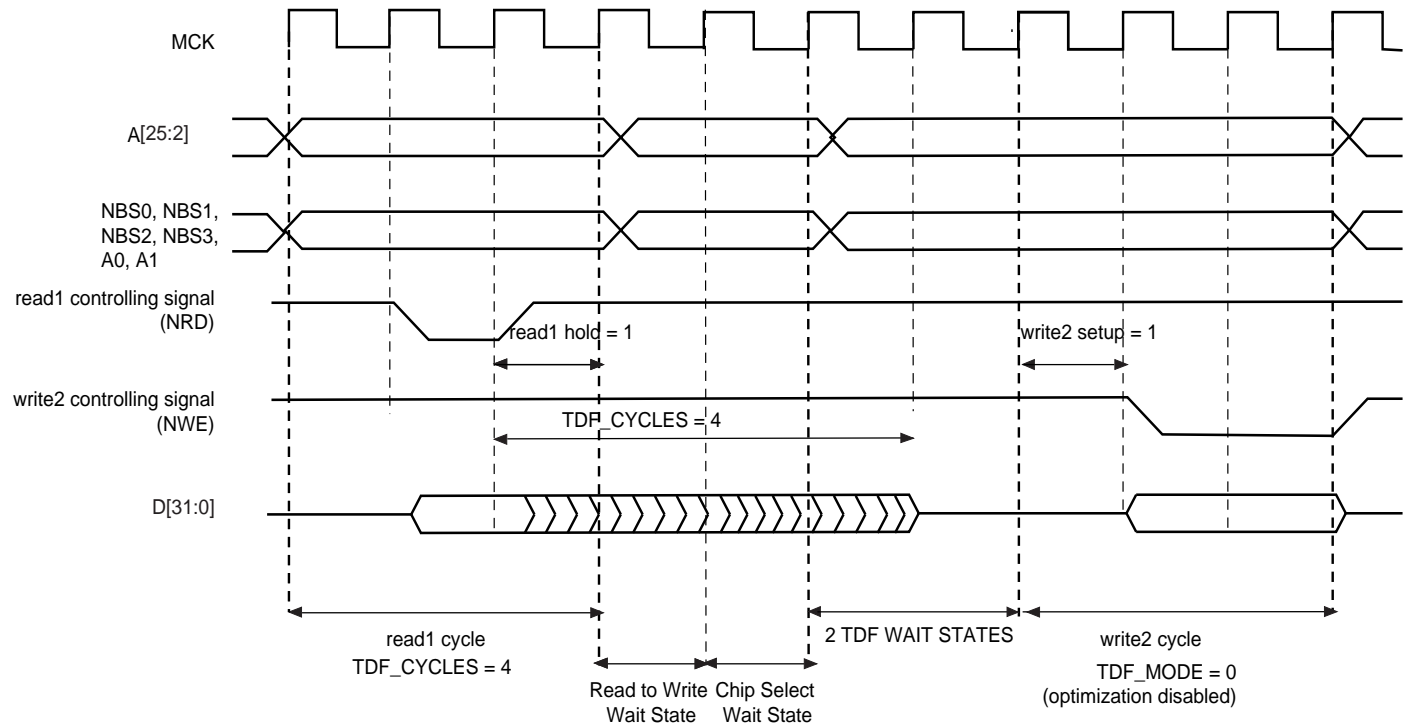 MCK
A[25:2]
NBS0, NBS1,
NBS2, NBS3,
A0, A1
read1 controlling signal
(NRD)
read1 hold = 1
write2 setup = 1
write2 controlling signal
(NWE)
TDF_CYCLES = 4
D[31:0]
read1 cycle
TDF_CYCLES = 4
2 TDF WAIT STATES
write2 cycle
TDF_MODE = 0
(optimization disabled)
Read to Write
Wait State
Chip Select
Wait State